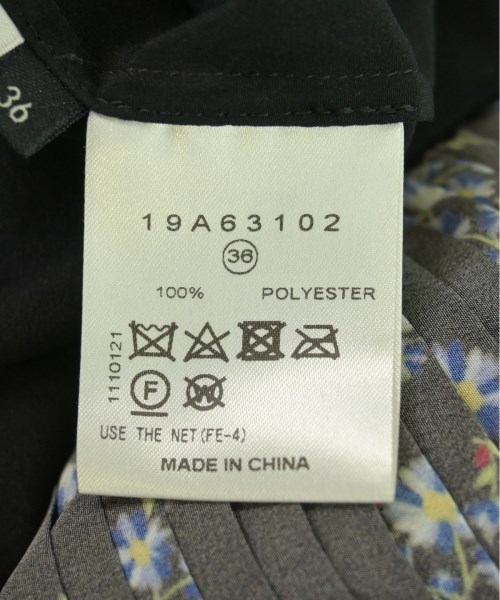 36
19A63102
36
100% POLYESTER
1110121
F
W
USE THE NET(FE-4)
MADE IN CHINA